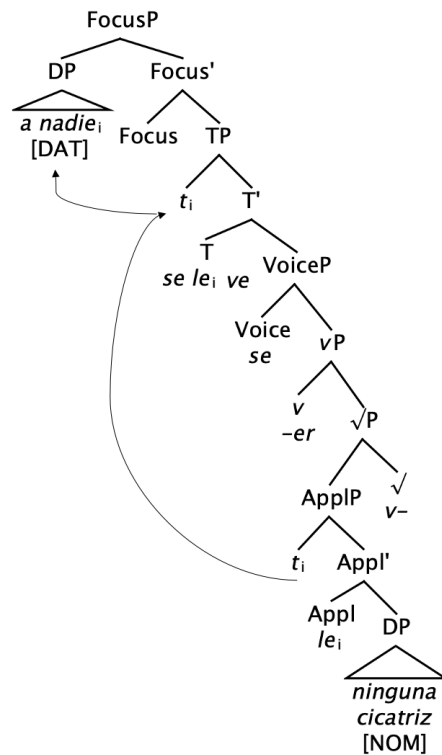 FocusP
DP Focus'
a nadieᵢ
[DAT]
Focus TP
tᵢ T'
T VoiceP
se leᵢ ve
Voice vP
se
v √P
–er
ApplP √
v–
tᵢ Appl'
Appl DP
leᵢ
ninguna
cicatriz
[NOM]